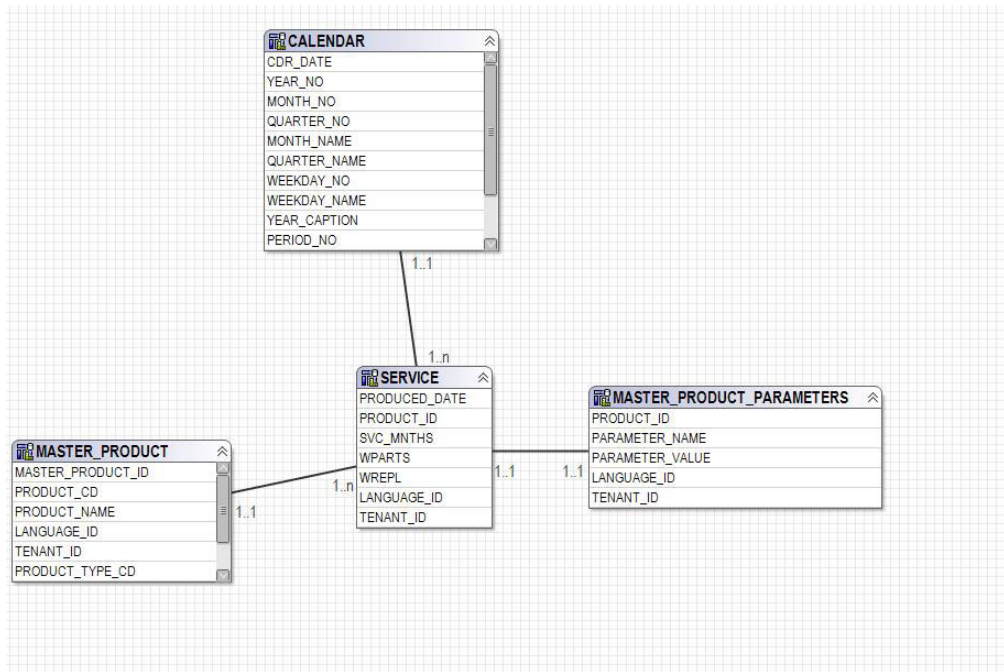 CALENDAR
CDR_DATE
YEAR_NO
MONTH_NO
QUARTER_NO
MONTH_NAME
QUARTER_NAME
WEEKDAY_NO
WEEKDAY_NAME
YEAR_CAPTION
PERIOD_NO
1..1
1..n
SERVICE
PRODUCED_DATE
PRODUCT_ID
SVC_MNTHS
WPARTS
WREPL
LANGUAGE_ID
TENANT_ID
1..1
1..1
MASTER_PRODUCT_PARAMETERS
PRODUCT_ID
PARAMETER_NAME
PARAMETER_VALUE
LANGUAGE_ID
TENANT_ID
MASTER_PRODUCT
MASTER_PRODUCT_ID
PRODUCT_CD
PRODUCT_NAME
LANGUAGE_ID
TENANT_ID
PRODUCT_TYPE_CD
1..1
1..n